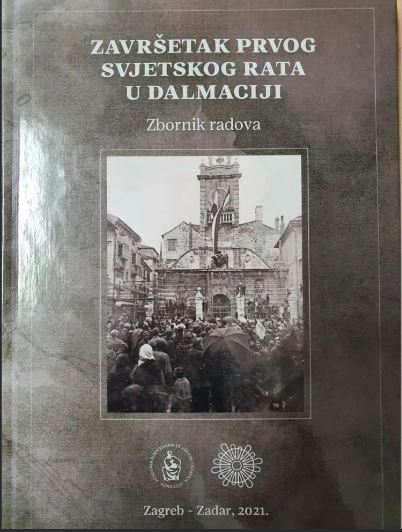 ZAVRŠETAK PRVOG
SVJETSKOG RATA
U DALMACIJI
Zbornik radova
Zagreb - Zadar, 2021.